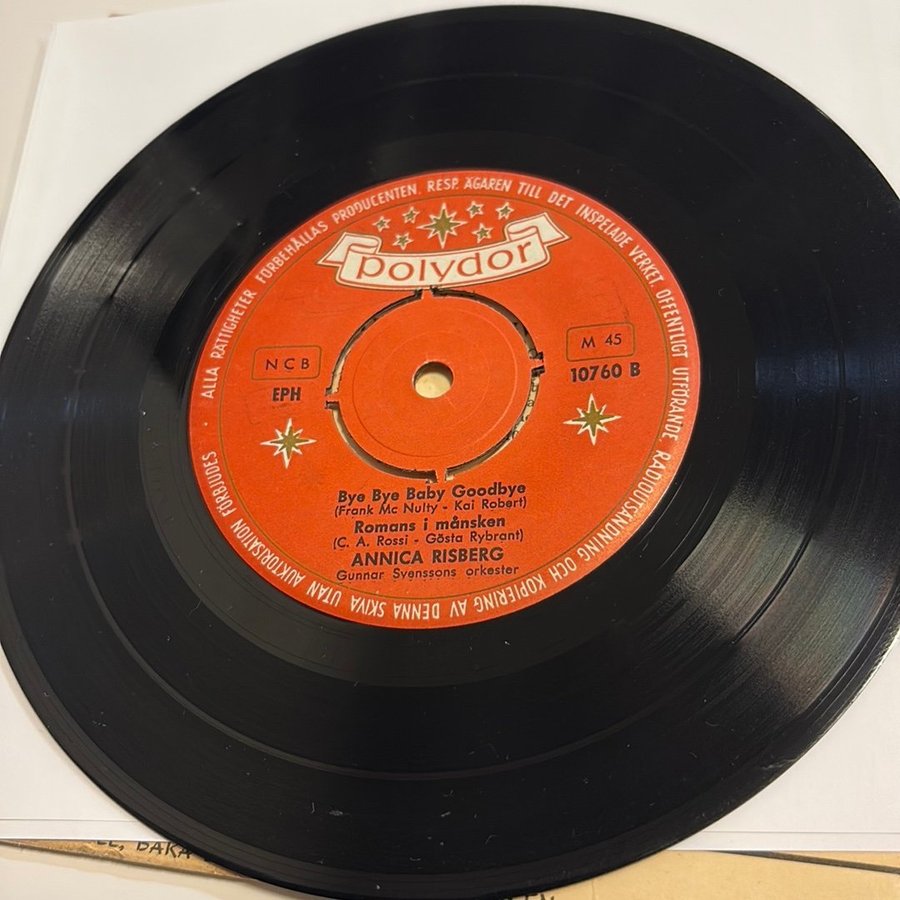 ALLA RÄTTIGHETER FÖRBEHÅLLAS PRODUCENTEN, RESP. ÄGAREN TILL DET INSPELADE VERKET. OFFENTLIGT UTFÖRANDE RADIOUTSÄNDNING OCH KOPIERING AV DENNA SKIVA UTAN AUKTORISATION FÖRBJUDES
polydor
NCB
M 45
EPH
10760 B
Bye Bye Baby Goodbye
(Frank Mc Nulty - Kai Robert)
Romans i månsken
(C. A. Rossi - Gösta Rybrant)
ANNICA RISBERG
Gunnar Svenssons orkester